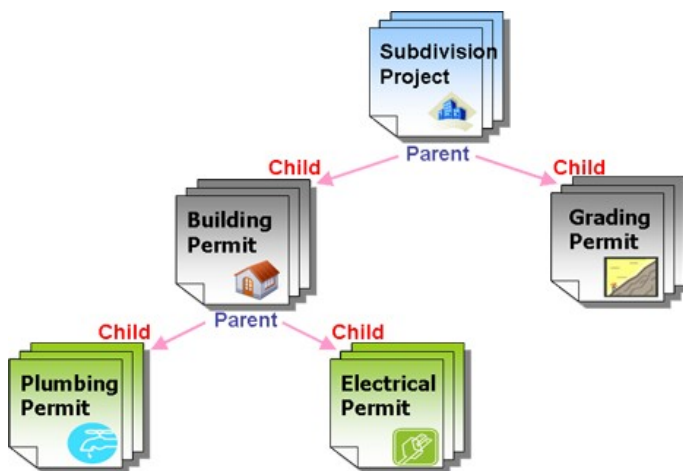 Subdivision
Project
Parent
Child
Child
Building
Permit
Grading
Permit
Parent
Child
Child
Plumbing
Permit
Electrical
Permit